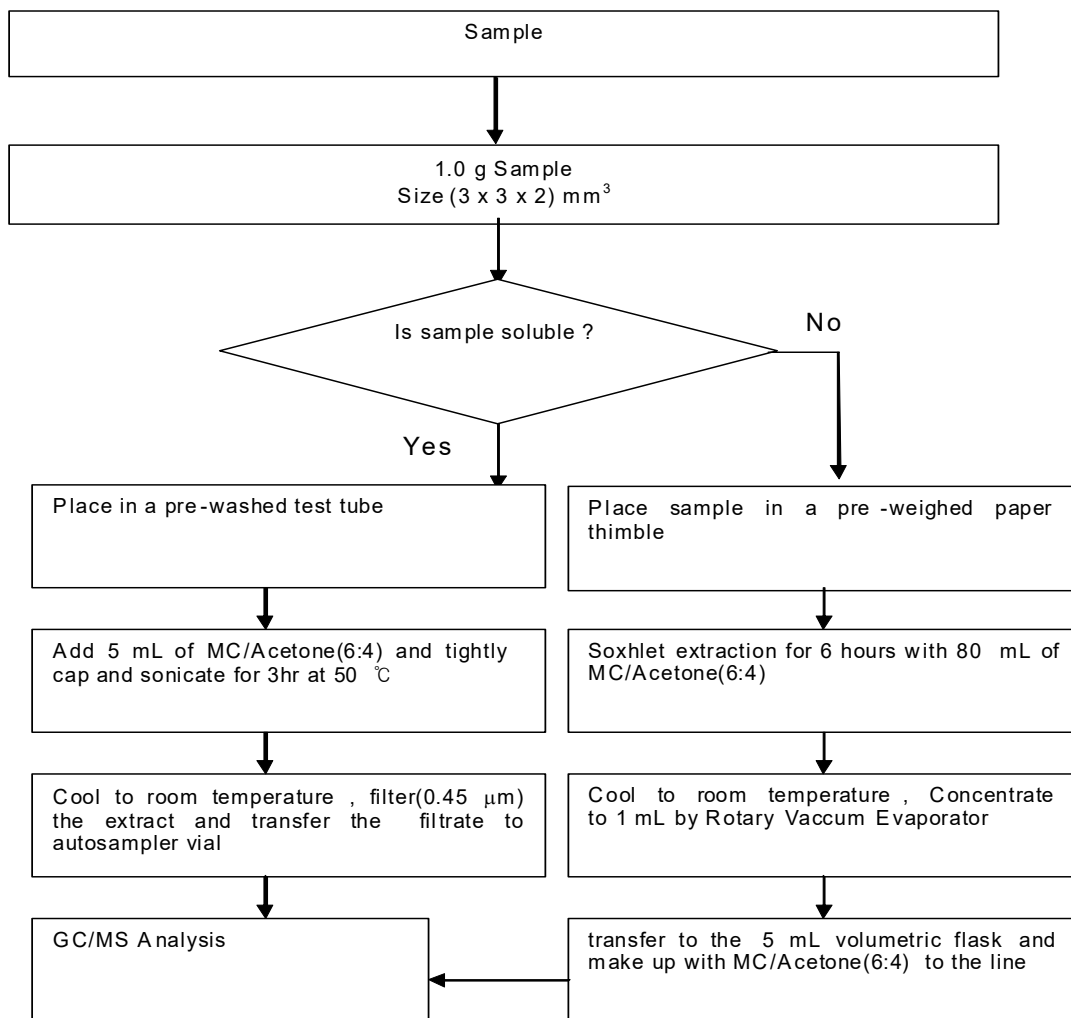 Sample
1.0 g Sample
Size (3 x 3 x 2) mm³
Is sample soluble ?
No
Yes
Place in a pre-washed test tube
Place sample in a pre-weighed paper
thimble
Add 5 mL of MC/Acetone(6:4) and tightly
cap and sonicate for 3hr at 50 ℃
Soxhlet extraction for 6 hours with 80 mL of
MC/Acetone(6:4)
Cool to room temperature , filter(0.45 μm)
the extract and transfer the filtrate to
autosampler vial
Cool to room temperature , Concentrate
to 1 mL by Rotary Vaccum Evaporator
GC/MS Analysis
transfer to the 5 mL volumetric flask and
make up with MC/Acetone(6:4) to the line